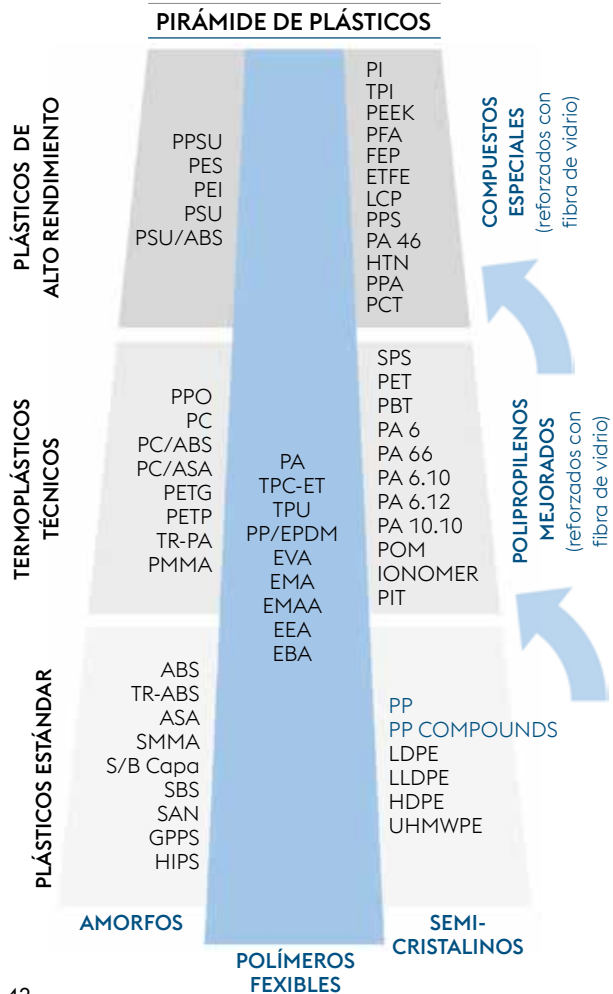 PIRÁMIDE DE PLÁSTICOS
PLÁSTICOS DE
ALTO RENDIMIENTO
PPSU
PES
PEI
PSU
PSU/ABS
PI
TPI
PEEK
PFA
FEP
ETFE
LCP
PPS
PA 46
HTN
PPA
PCT
COMPUESTOS
ESPECIALES
(reforzados con
fibra de vidrio)
TERMOPLÁSTICOS
TÉCNICOS
PPO
PC
PC/ABS
PC/ASA
PETG
PETP
TR-PA
PMMA
PA
TPC-ET
TPU
PP/EPDM
EVA
EMA
EMAA
EEA
EBA
SPS
PET
PBT
PA 6
PA 66
PA 6.10
PA 6.12
PA 10.10
POM
IONOMER
PIT
POLIPROPILENOS
MEJORADOS
(reforzados con
fibra de vidrio)
PLÁSTICOS ESTÁNDAR
ABS
TR-ABS
ASA
SMMA
S/B Capa
SBS
SAN
GPPS
HIPS
PP
PP COMPOUNDS
LDPE
LLDPE
HDPE
UHMWPE
AMORFOS
POLÍMEROS
FEXIBLES
SEMI-
CRISTALINOS